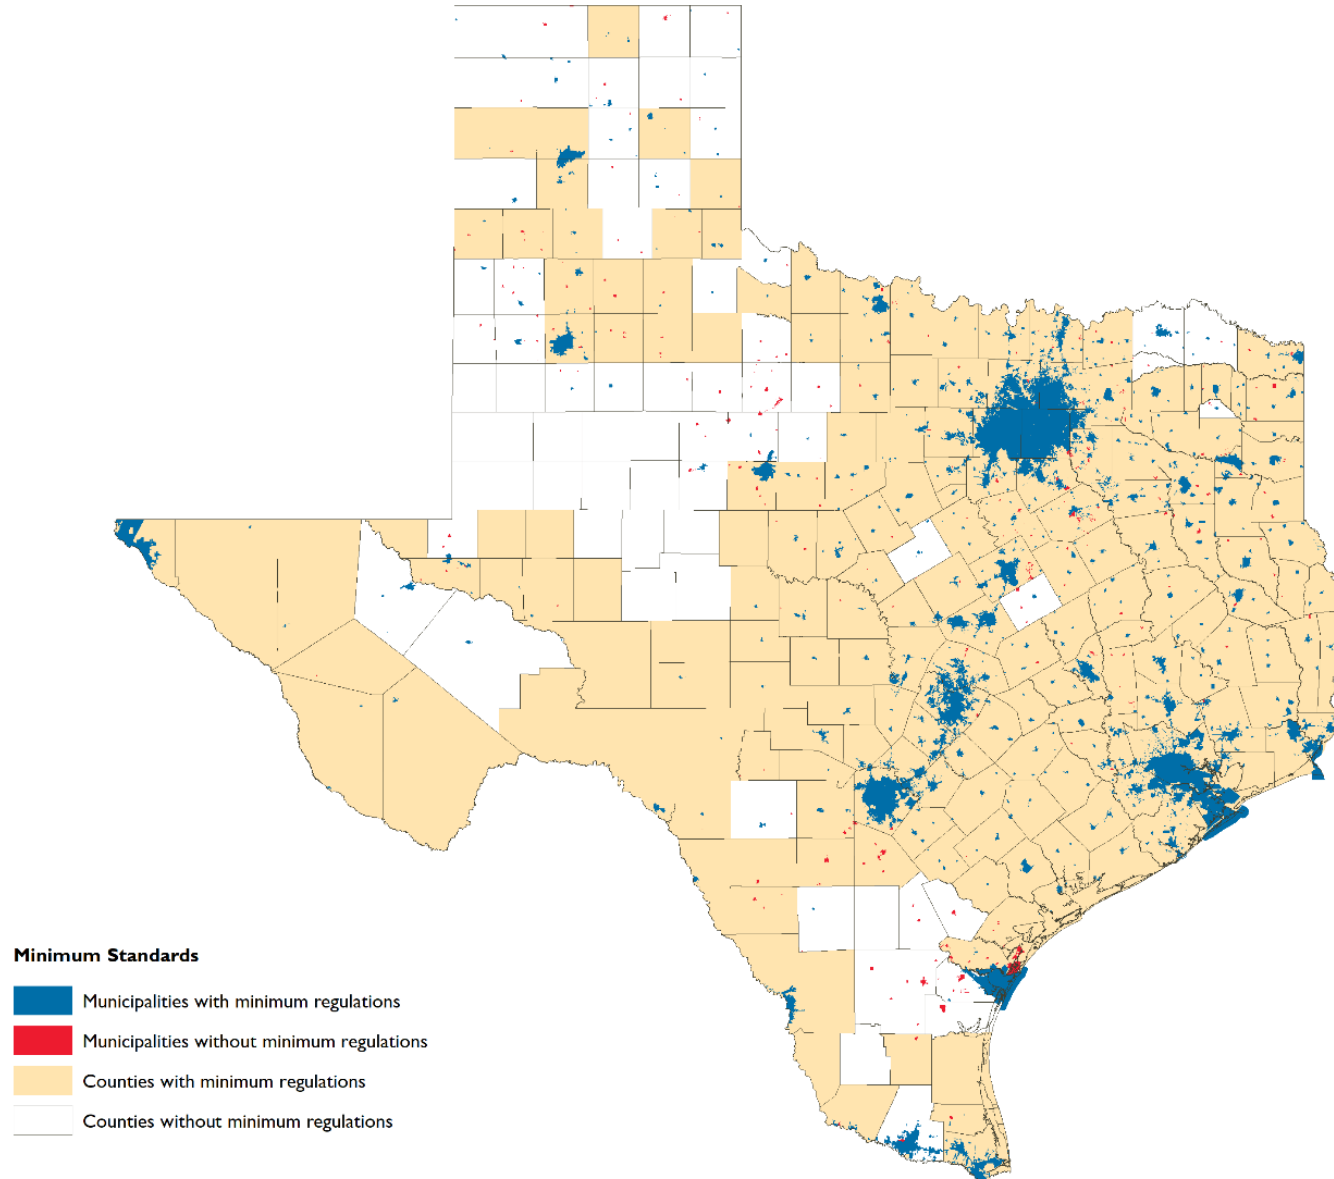 Minimum Standards
Municipalities with minimum regulations
Municipalities without minimum regulations
Counties with minimum regulations
Counties without minimum regulations